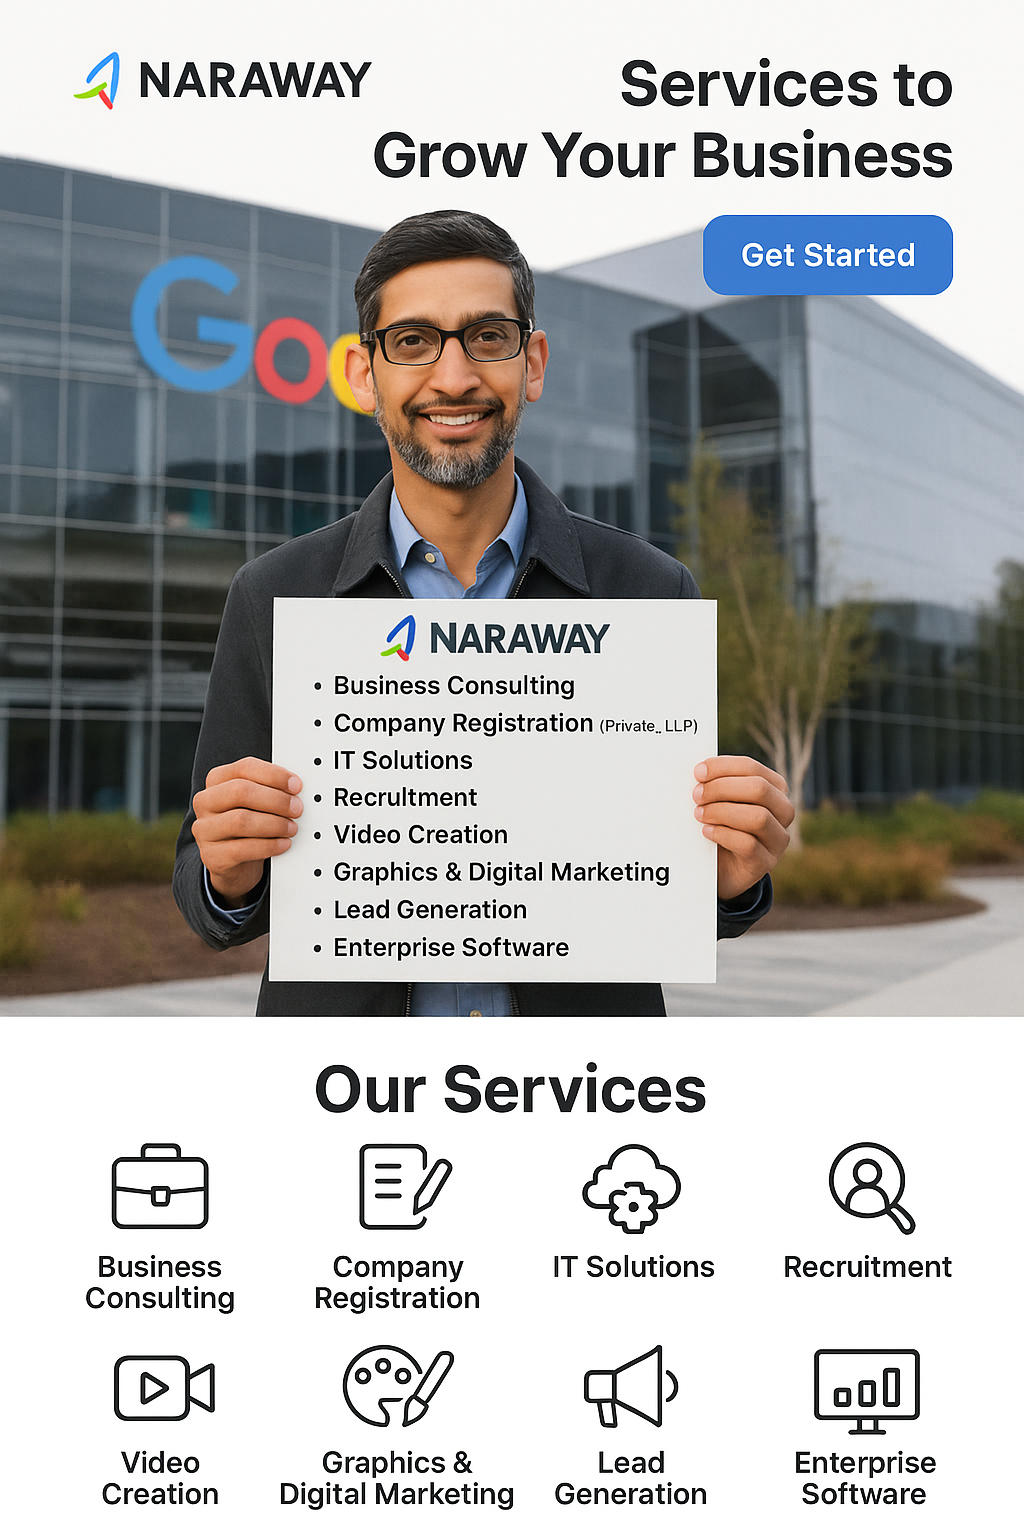 NARAWAY
Services to
Grow Your Business
Get Started
Goo
NARAWAY
• Business Consulting
• Company Registration (Private.., LLP)
• IT Solutions
• Recrultment
• Video Creation
• Graphics & Digital Marketing
• Lead Generation
• Enterprise Software
Our Services
Business
Consulting
Company
Registration
IT Solutions
Recruitment
Video
Creation
Graphics &
Digital Marketing
Lead
Generation
Enterprise
Software